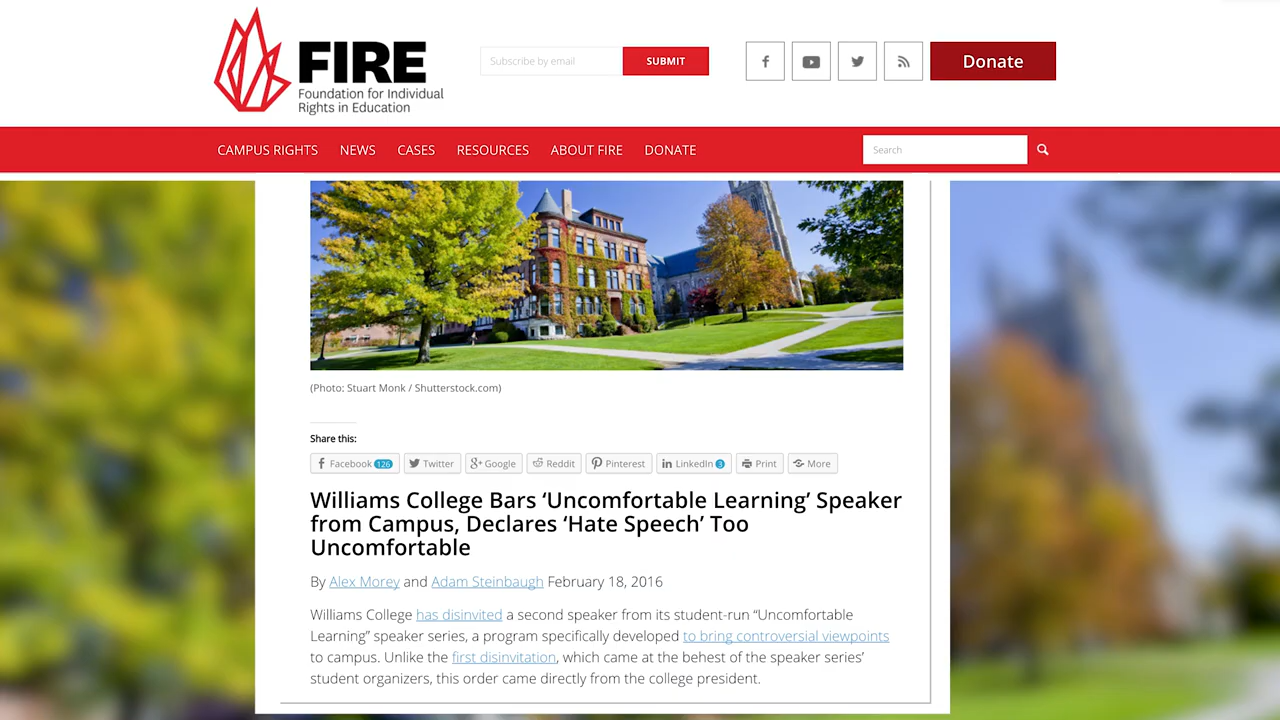 FIRE
Foundation for Individual
Rights in Education
Subscribe by email
SUBMIT
Donate
CAMPUS RIGHTS
NEWS
CASES
RESOURCES
ABOUT FIRE
DONATE
Search
(Photo: Stuart Monk / Shutterstock.com)
Share this:
Facebook 126
Twitter
Google
Reddit
Pinterest
LinkedIn 3
Print
More
Williams College Bars ‘Uncomfortable Learning’ Speaker
from Campus, Declares ‘Hate Speech’ Too
Uncomfortable
By Alex Morey and Adam Steinbaugh February 18, 2016
Williams College has disinvited a second speaker from its student-run “Uncomfortable
Learning” speaker series, a program specifically developed to bring controversial viewpoints
to campus. Unlike the first disinvitation, which came at the behest of the speaker series’
student organizers, this order came directly from the college president.